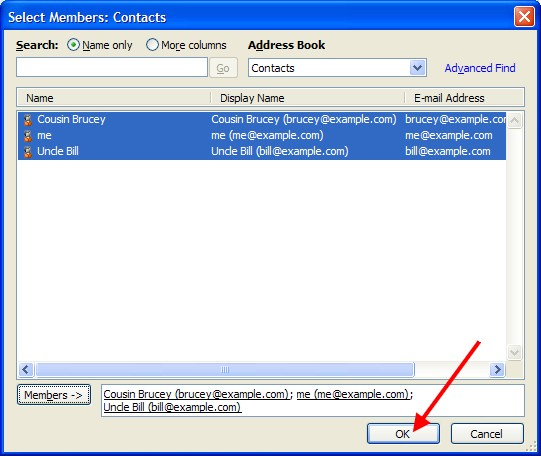 Select Members: Contacts
Search: Name only More columns Address Book
Go Contacts Advanced Find
Name Display Name E-mail Address
Cousin Brucey Cousin Brucey (brucey@example.com) brucey@example.con
me me (me@example.com) me@example.com
Uncle Bill Uncle Bill (bill@example.com) bill@example.com
Members -> Cousin Brucey (brucey@example.com); me (me@example.com);
Uncle Bill (bill@example.com)
OK Cancel